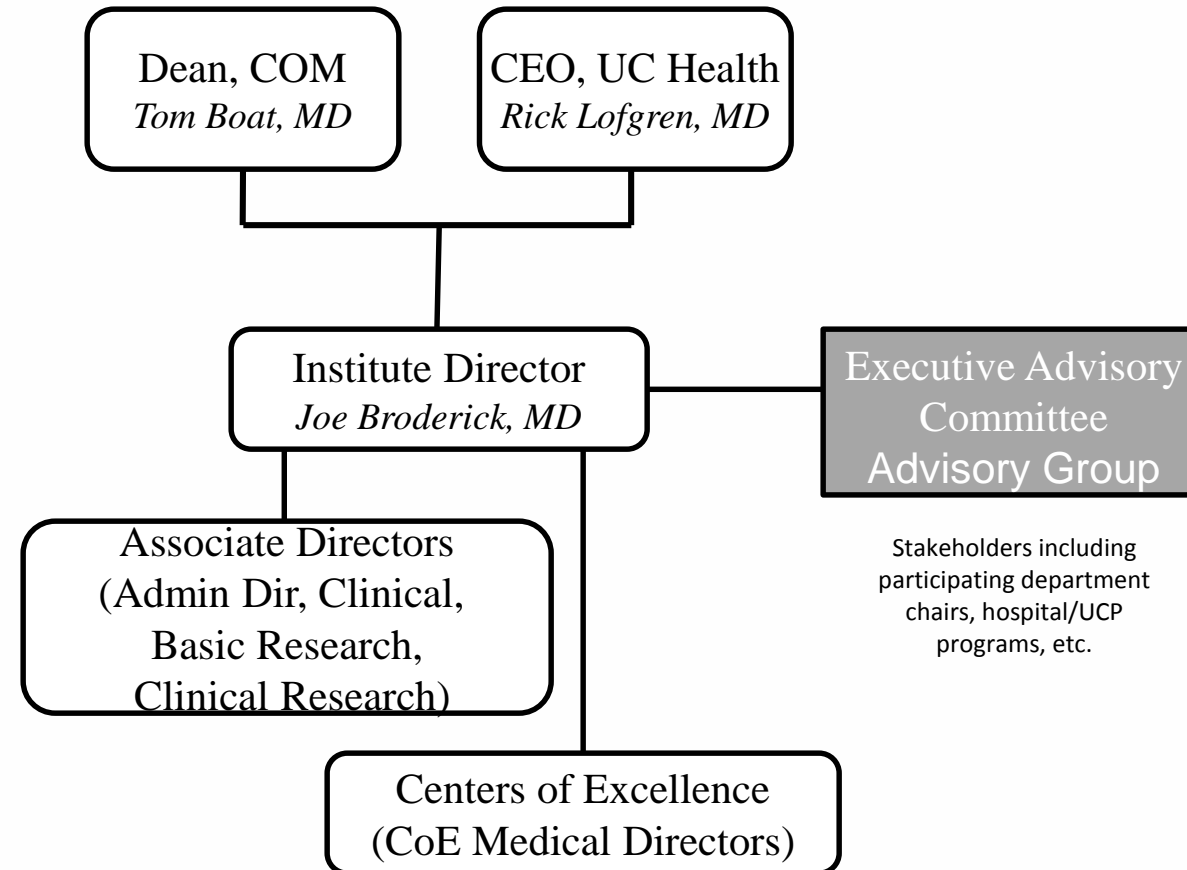 Dean, COM
Tom Boat, MD
CEO, UC Health
Rick Lofgren, MD
Institute Director
Joe Broderick, MD
Executive Advisory
Committee
Advisory Group
Stakeholders including
participating department
chairs, hospital/UCP
programs, etc.
Associate Directors
(Admin Dir, Clinical,
Basic Research,
Clinical Research)
Centers of Excellence
(CoE Medical Directors)